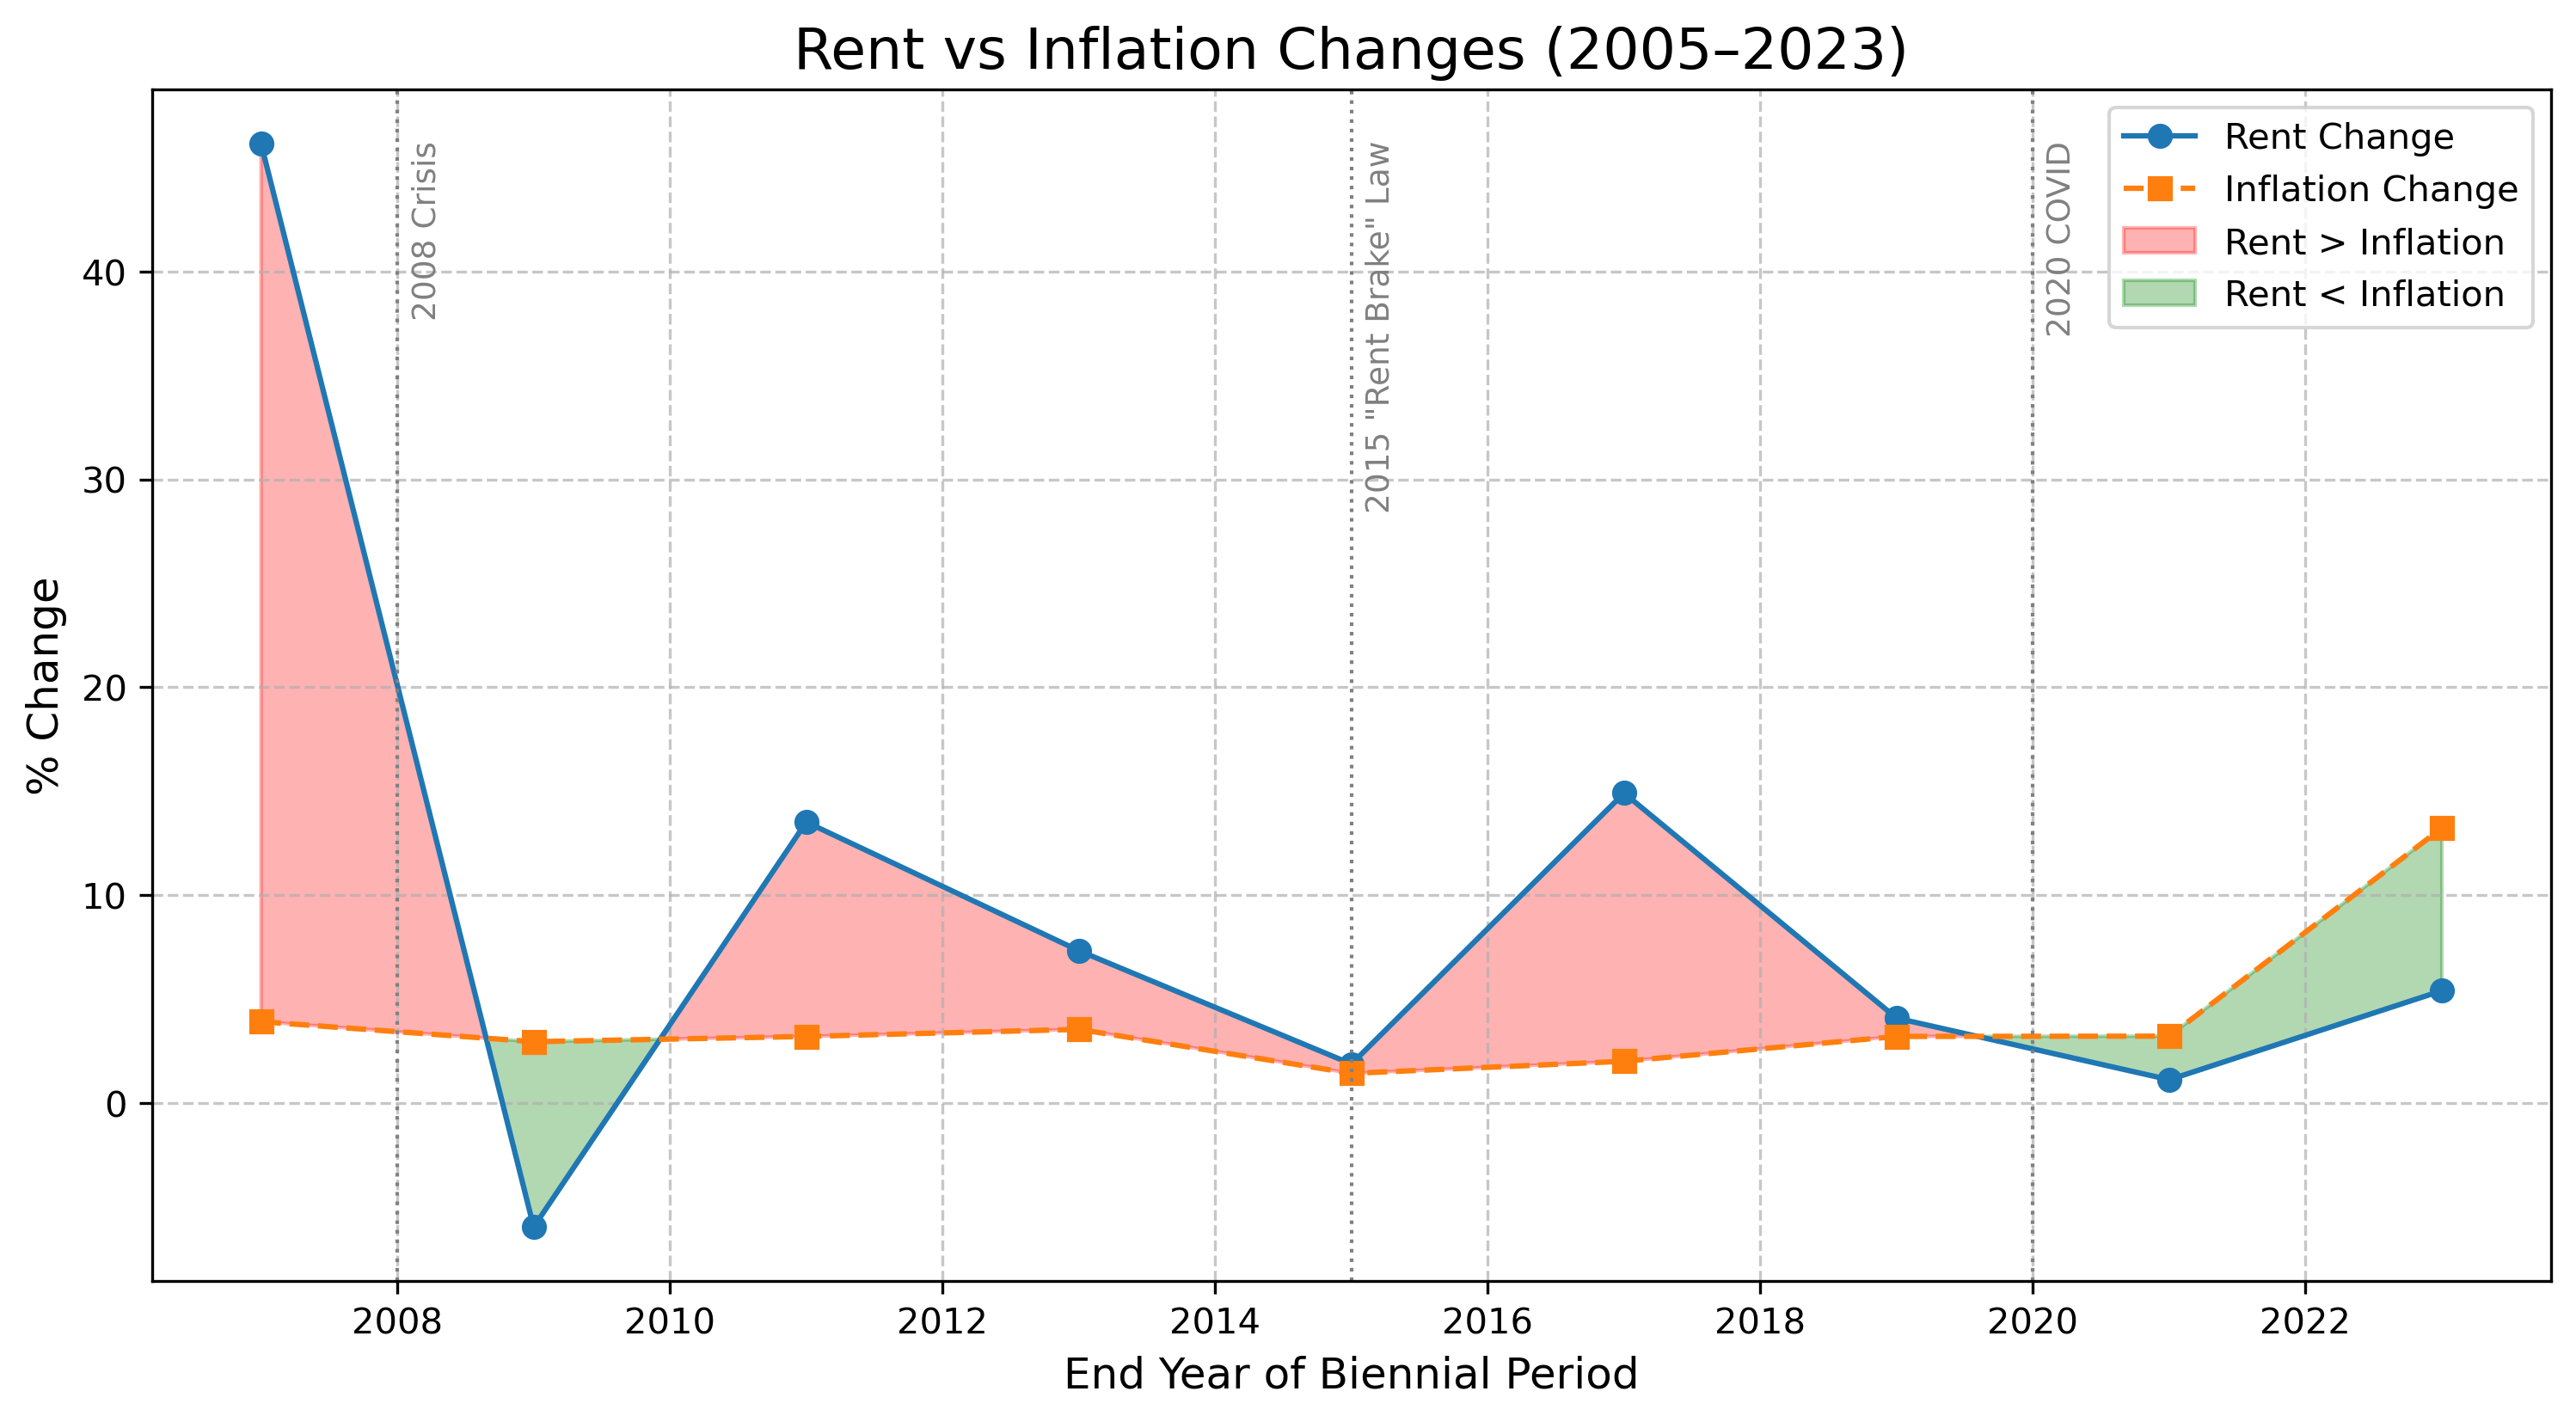 Rent vs Inflation Changes (2005–2023)
% Change
40
30
20
10
0
2008 Crisis
2015 "Rent Brake" Law
2020 COVID
Rent Change
Inflation Change
Rent > Inflation
Rent < Inflation
2008 2010 2012 2014 2016 2018 2020 2022
End Year of Biennial Period